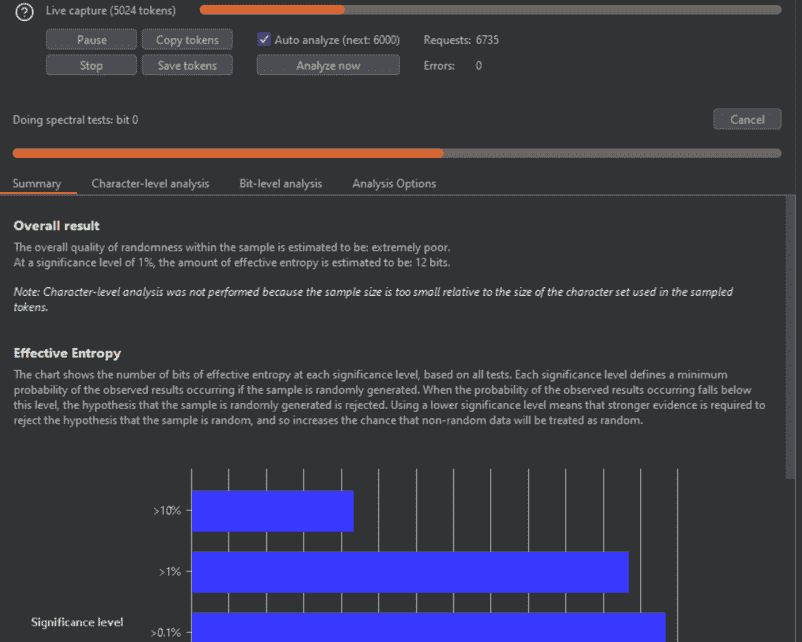 ? Live capture (5024 tokens)
Pause Copy tokens Auto analyze (next: 6000) Requests: 6735
Stop Save tokens Analyze now Errors: 0
Doing spectral tests: bit 0 Cancel
Summary Character-level analysis Bit-level analysis Analysis Options
Overall result
The overall quality of randomness within the sample is estimated to be: extremely poor.
At a significance level of 1%, the amount of effective entropy is estimated to be: 12 bits.
Note: Character-level analysis was not performed because the sample size is too small relative to the size of the character set used in the sampled
tokens.
Effective Entropy
The chart shows the number of bits of effective entropy at each significance level, based on all tests. Each significance level defines a minimum
probability of the observed results occurring if the sample is randomly generated. When the probability of the observed results occurring falls below
this level, the hypothesis that the sample is randomly generated is rejected. Using a lower significance level means that stronger evidence is required to
reject the hypothesis that the sample is random, and so increases the chance that non-random data will be treated as random.
>10%
>1%
Significance level
>0.1%